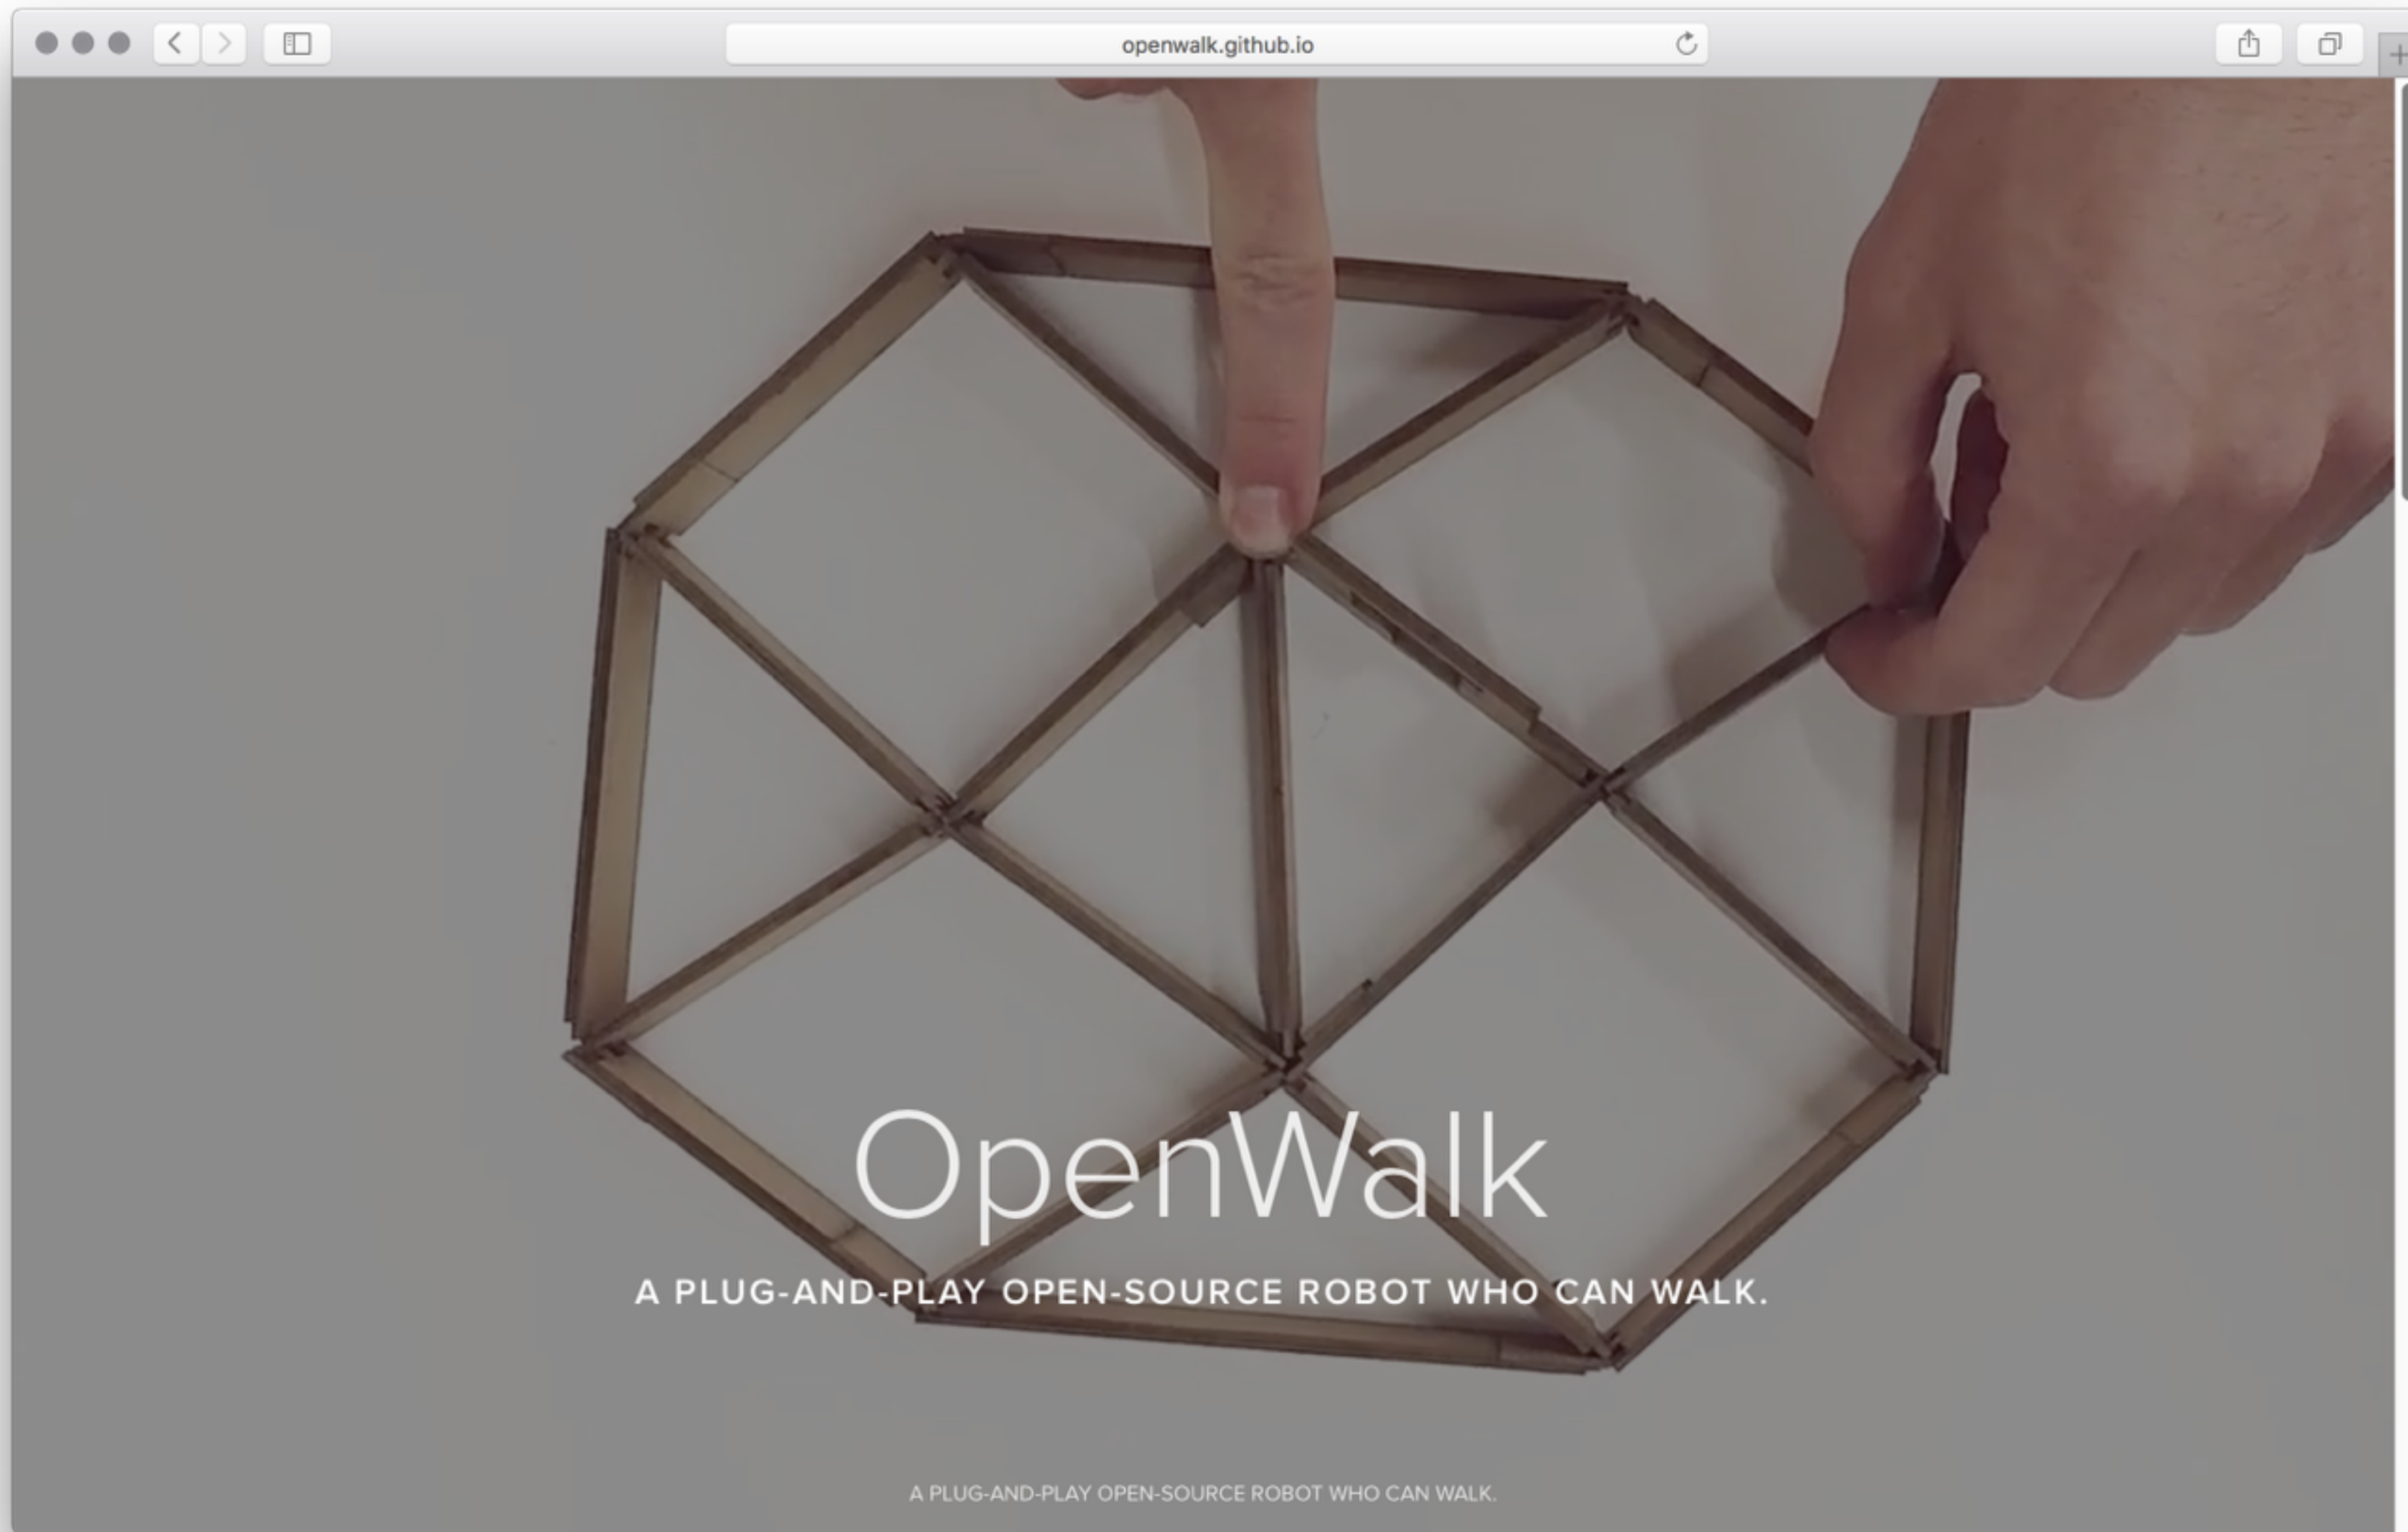 openwalk.github.io
OpenWalk
A PLUG-AND-PLAY OPEN-SOURCE ROBOT WHO CAN WALK.
A PLUG-AND-PLAY OPEN-SOURCE ROBOT WHO CAN WALK.